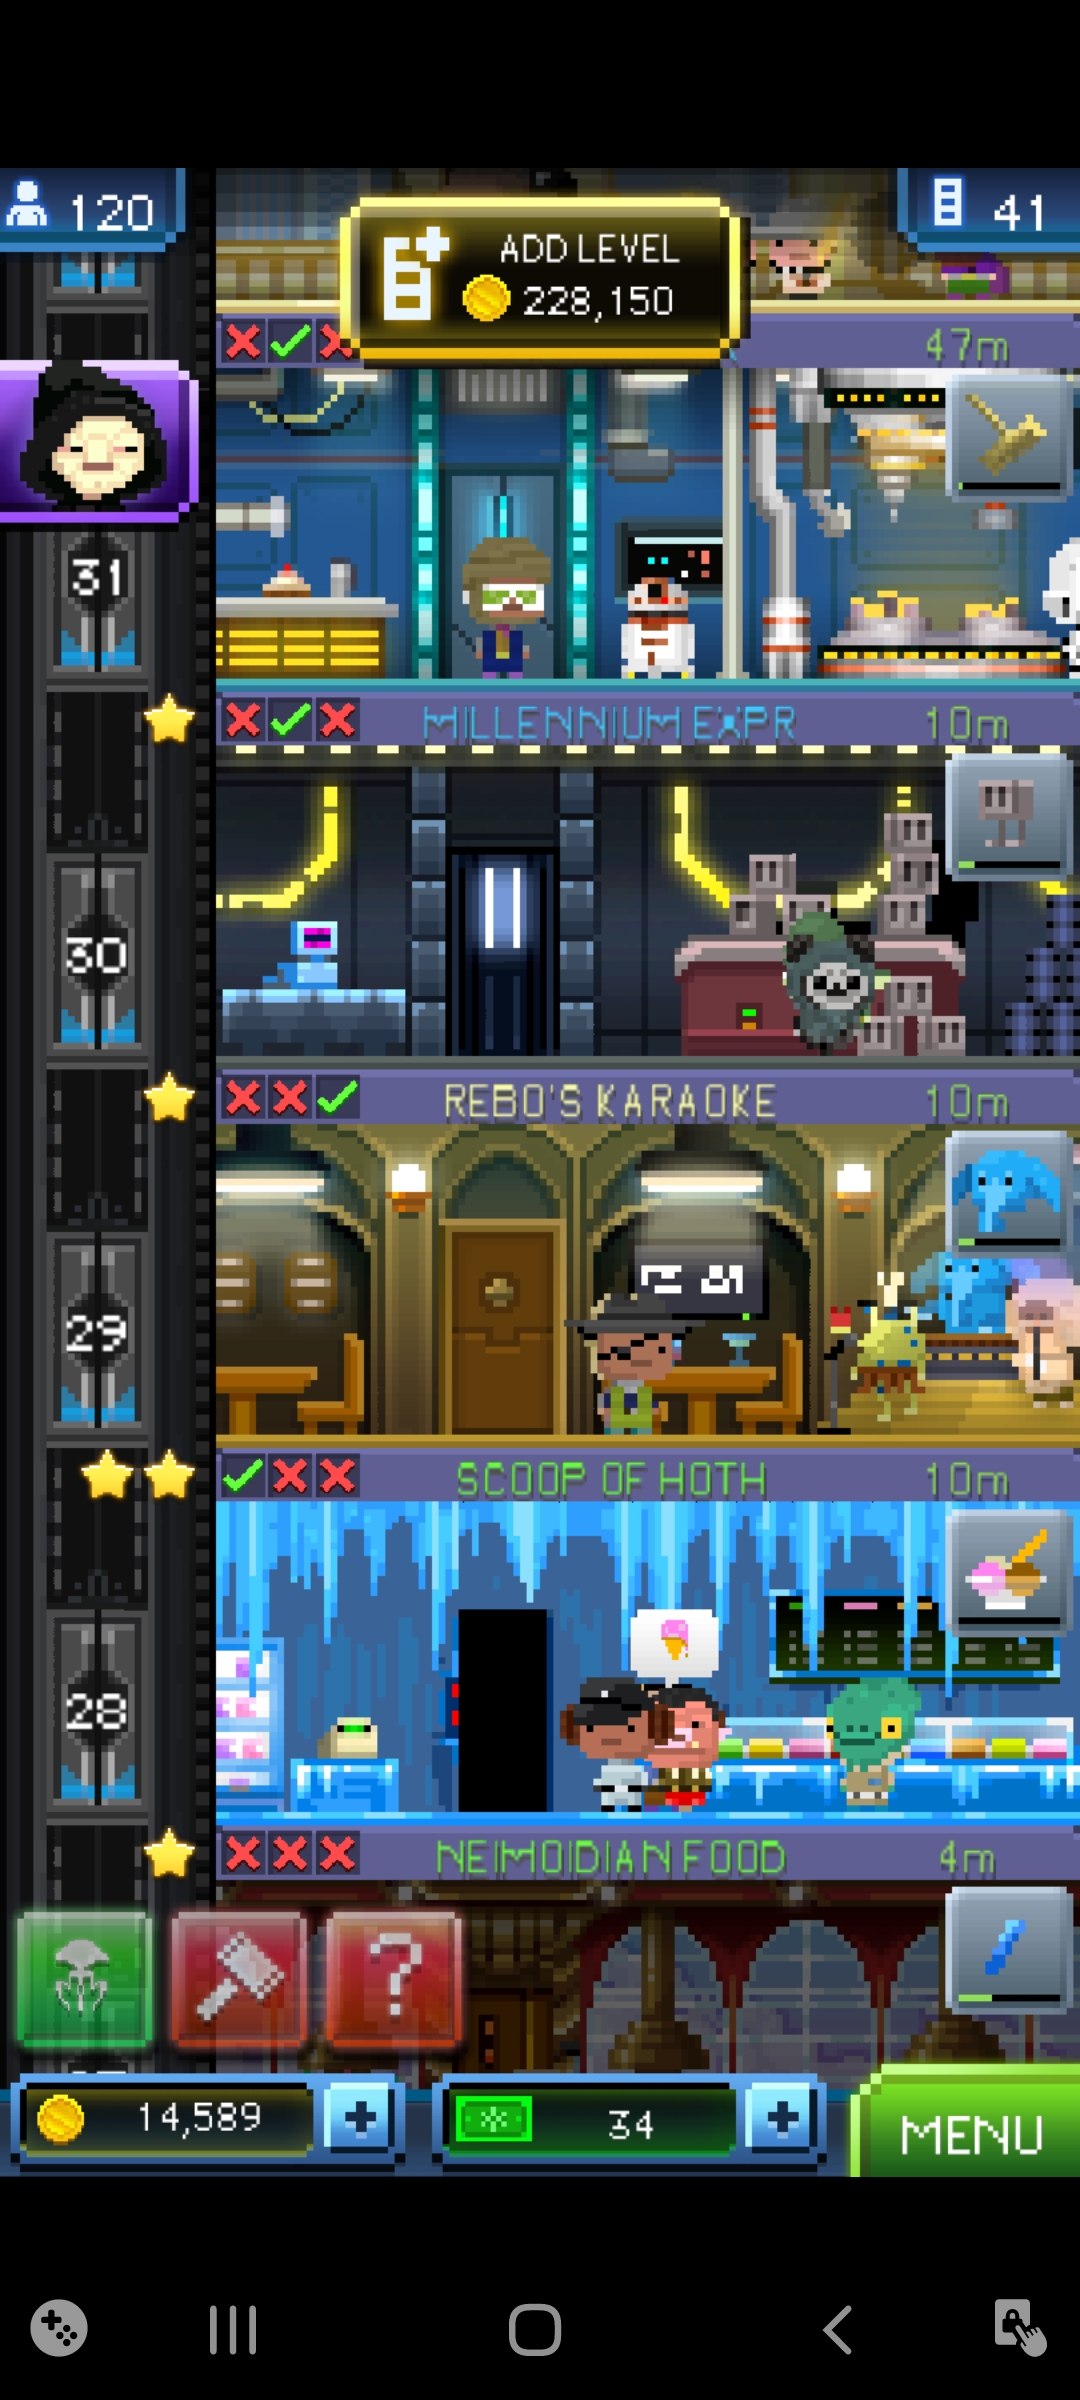 120
ADD LEVEL
228,150
41
47m
31
MILLENNIUM EXPR
10m
30
REBO'S KARAOKE
10m
29
SCOOP OF HOTH
10m
28
NEIMOIDIAN FOOD
4m
?
14,589
+
34
+
MENU